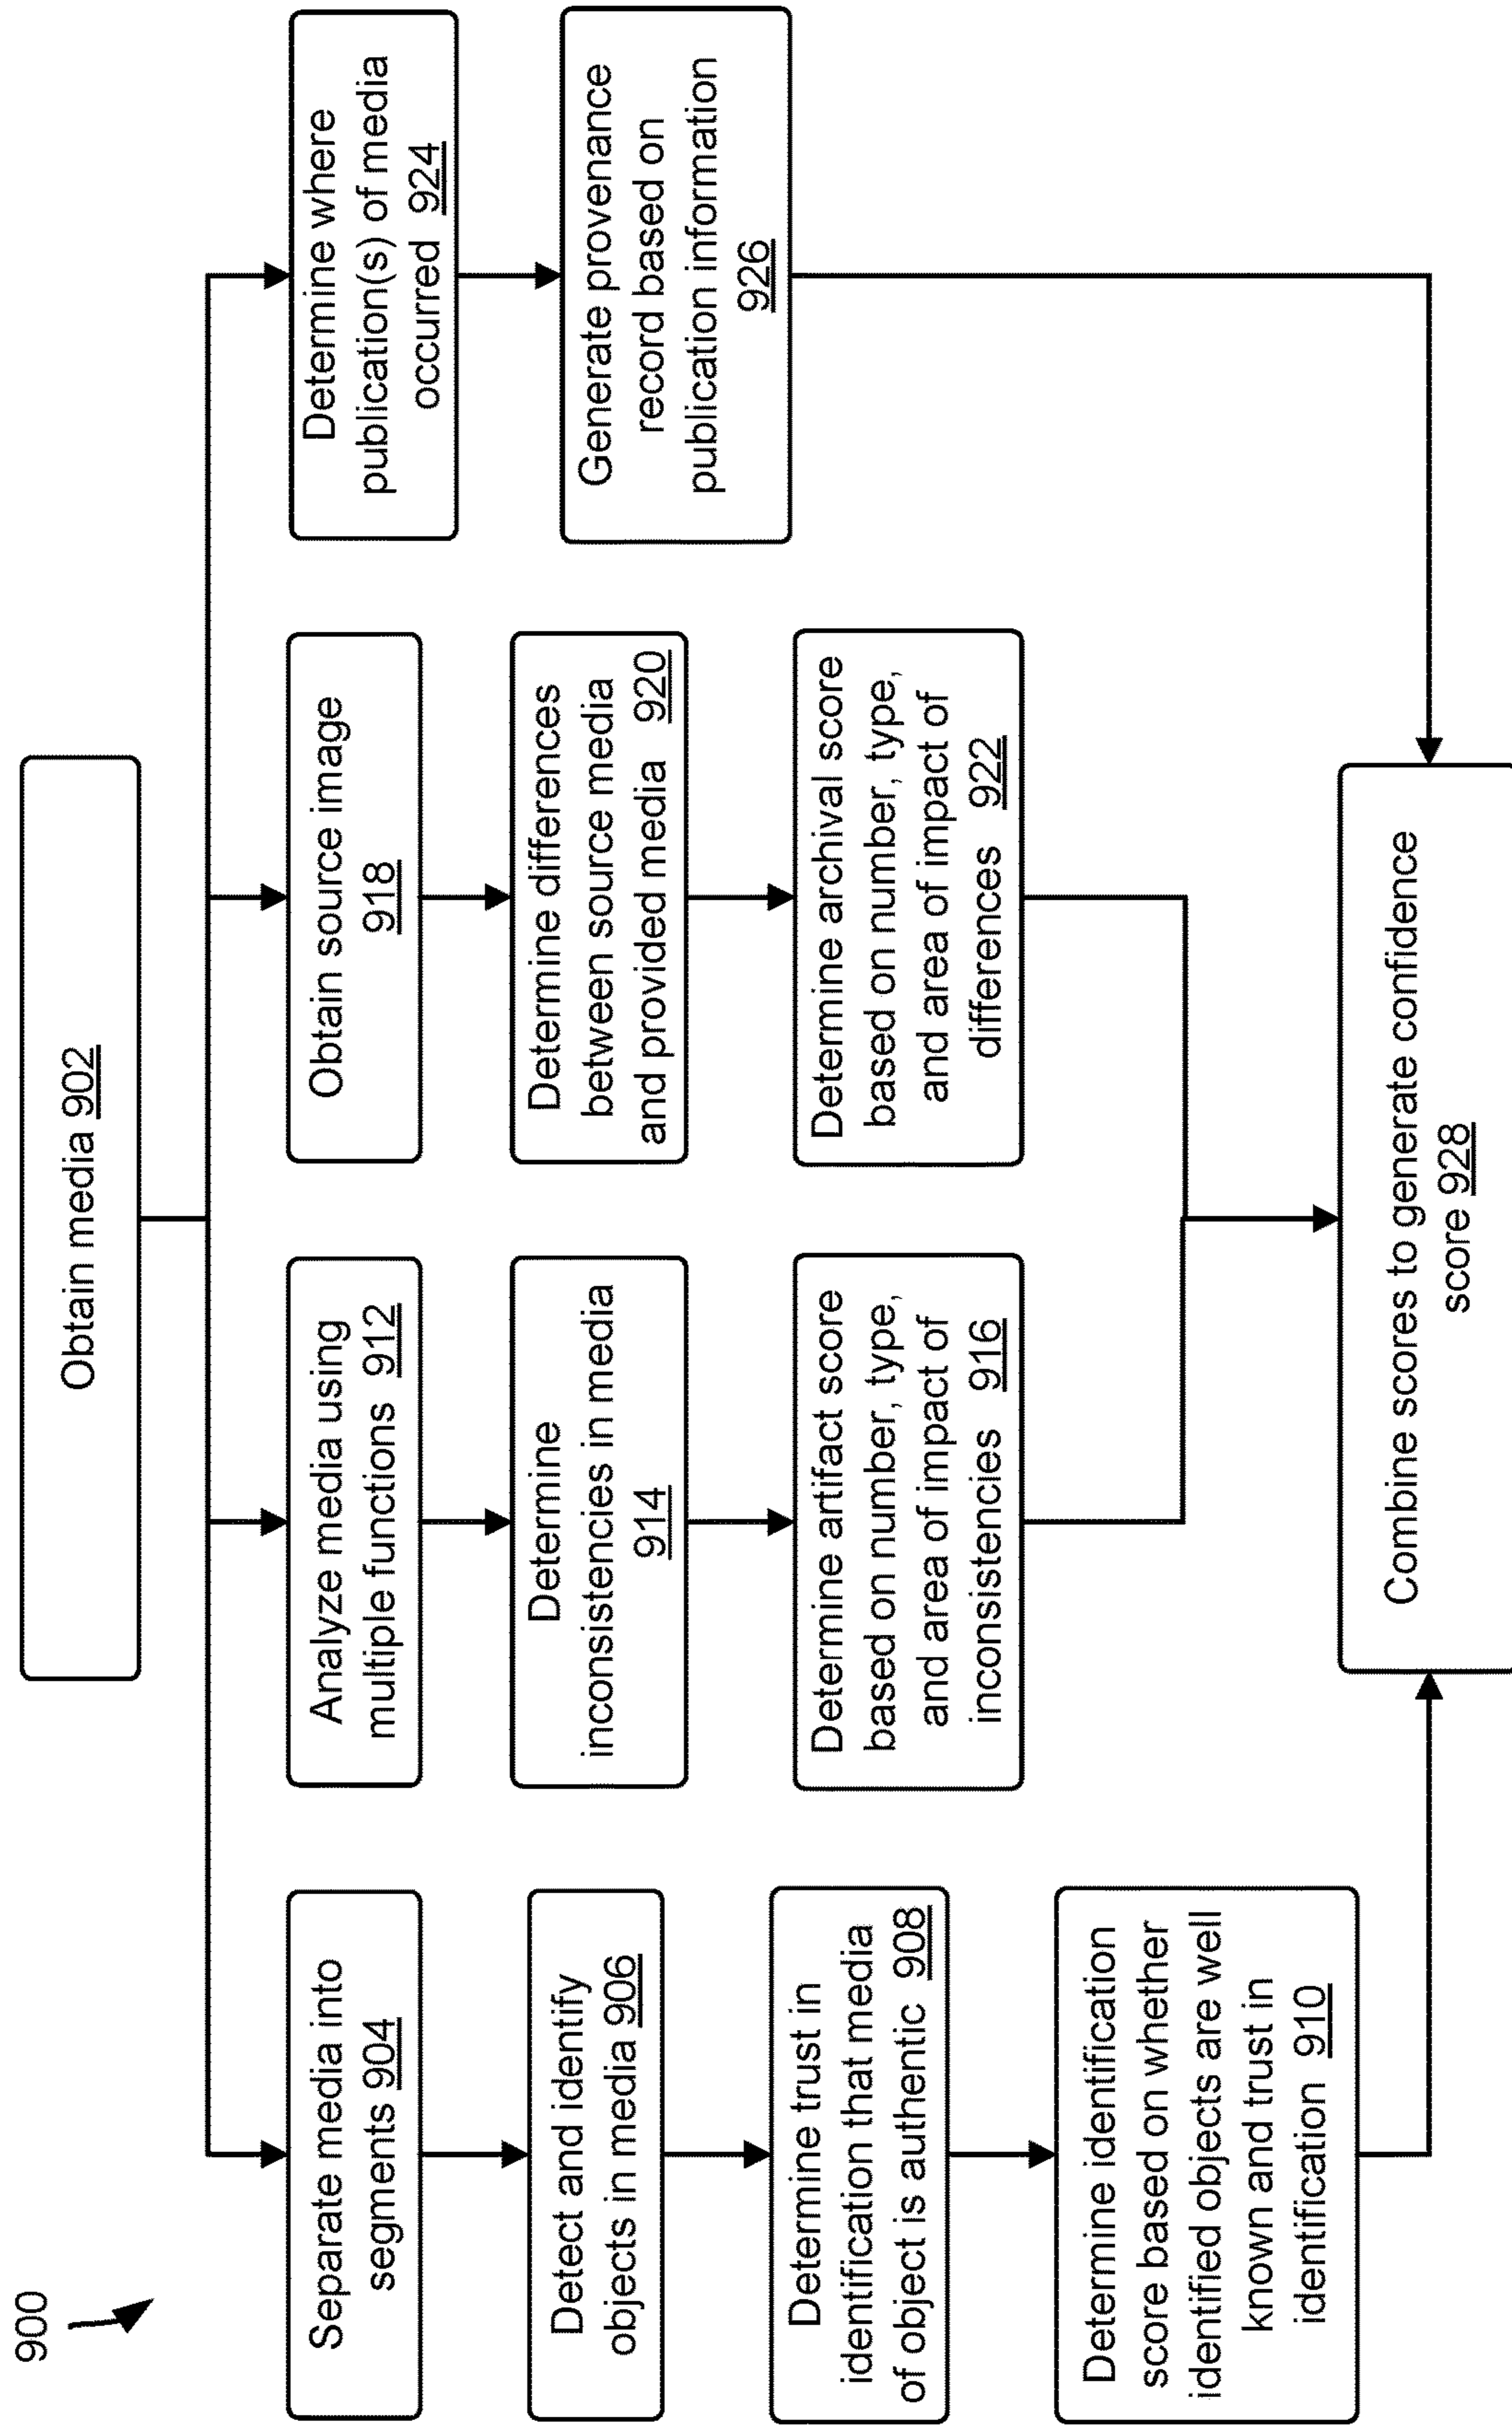 900
Obtain media 902
Separate media into
segments 904
Detect and identify
objects in media 906
Determine trust in
identification that media
of object is authentic 908
Determine identification
score based on whether
identified objects are well
known and trust in
identification 910
Analyze media using
multiple functions 912
Determine
inconsistencies in media
914
Determine artifact score
based on number, type,
and area of impact of
inconsistencies 916
Obtain source image
918
Determine differences
between source media
and provided media 920
Determine archival score
based on number, type,
and area of impact of
differences 922
Determine where
publication(s) of media
occurred 924
Generate provenance
record based on
publication information
926
Combine scores to generate confidence
score 928